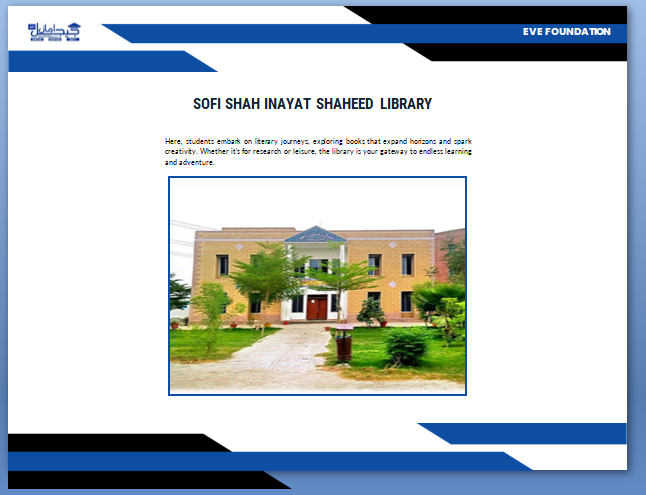 EVE FOUNDATION
SOFI SHAH INAYAT SHAHEED LIBRARY
Here, students embark on literary journeys, exploring books that expand horizons and spark
creativity. Whether it's for research or leisure, the library is your gateway to endless learning
and adventure.